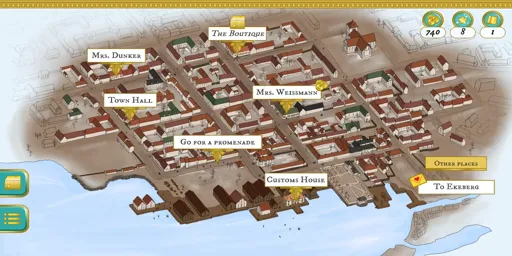 The Boutique
740
8
1
Mrs. Dunker
Mrs. Weissmann
Town Hall
Go for a promenade
Other places
Customs House
To Ekeberg